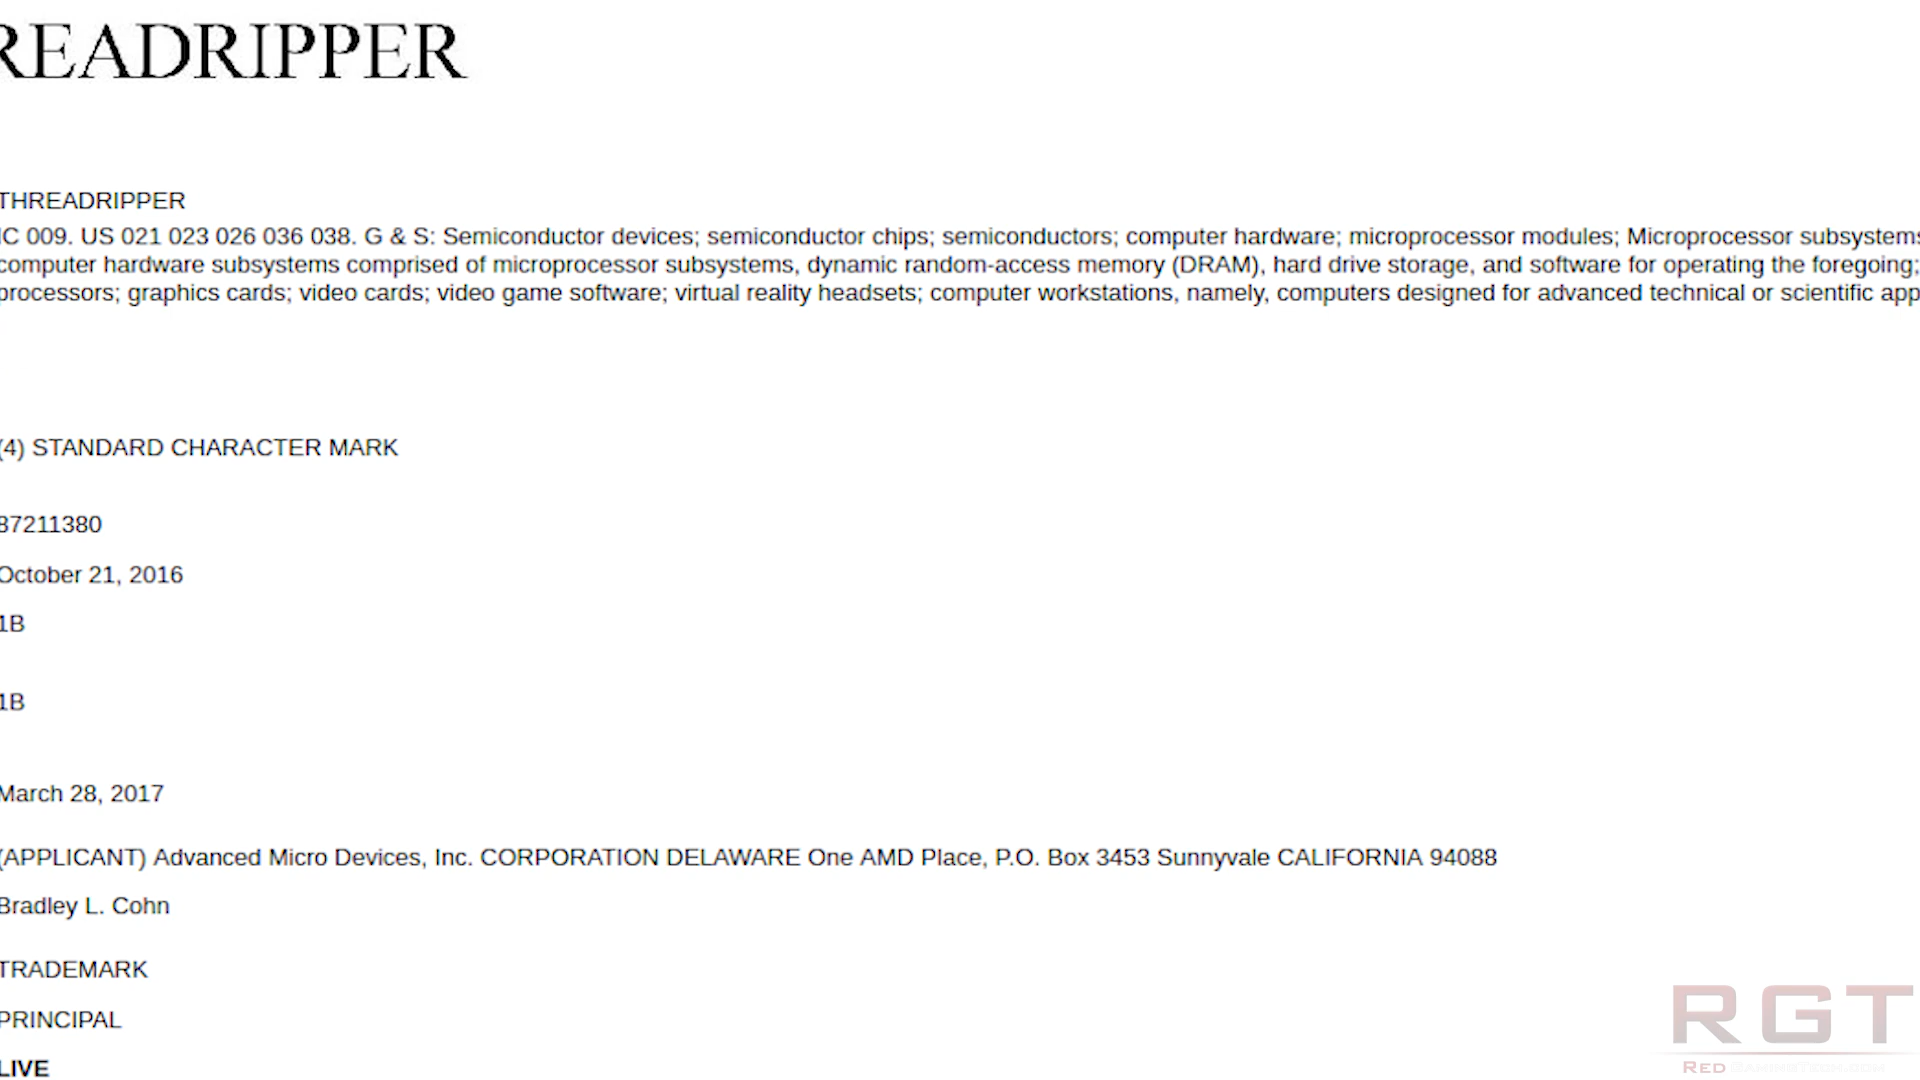 READRIPPER
THREADRIPPER
IC 009. US 021 023 026 036 038. G & S: Semiconductor devices; semiconductor chips; semiconductors; computer hardware; microprocessor modules; Microprocessor subsystems
computer hardware subsystems comprised of microprocessor subsystems, dynamic random-access memory (DRAM), hard drive storage, and software for operating the foregoing;
processors; graphics cards; video cards; video game software; virtual reality headsets; computer workstations, namely, computers designed for advanced technical or scientific app
(4) STANDARD CHARACTER MARK
87211380
October 21, 2016
1B
1B
March 28, 2017
(APPLICANT) Advanced Micro Devices, Inc. CORPORATION DELAWARE One AMD Place, P.O. Box 3453 Sunnyvale CALIFORNIA 94088
Bradley L. Cohn
TRADEMARK
PRINCIPAL
LIVE
RGT
RED GAMINGTECH.COM